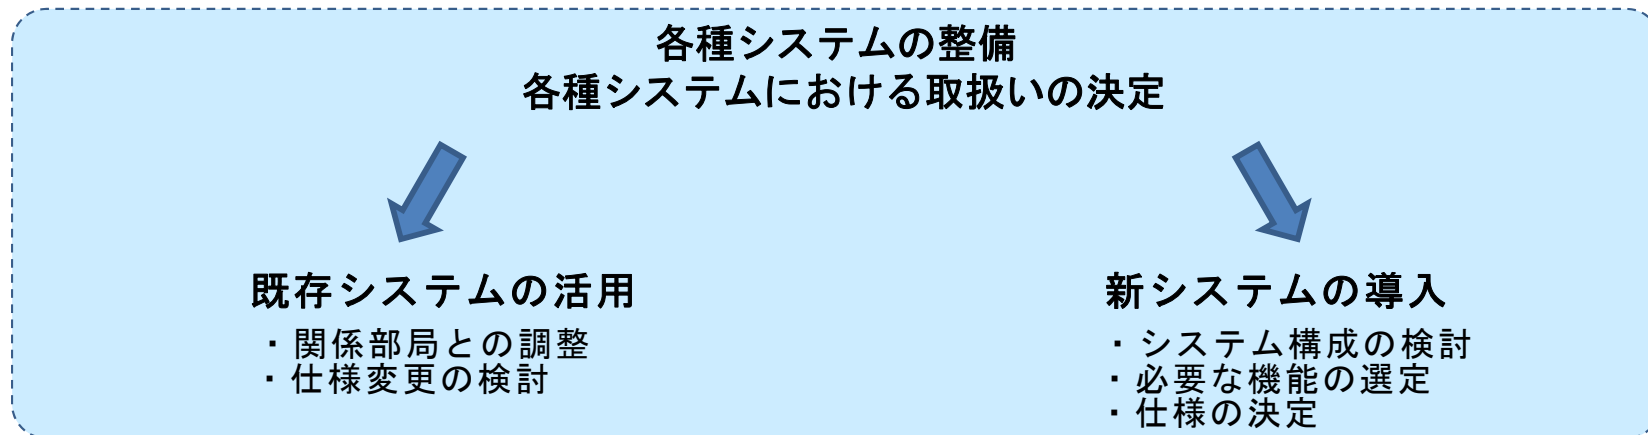 各種システムの整備
各種システムにおける取扱いの決定
既存システムの活用
・関係部局との調整
・仕様変更の検討
新システムの導入
・システム構成の検討
・必要な機能の選定
・仕様の決定